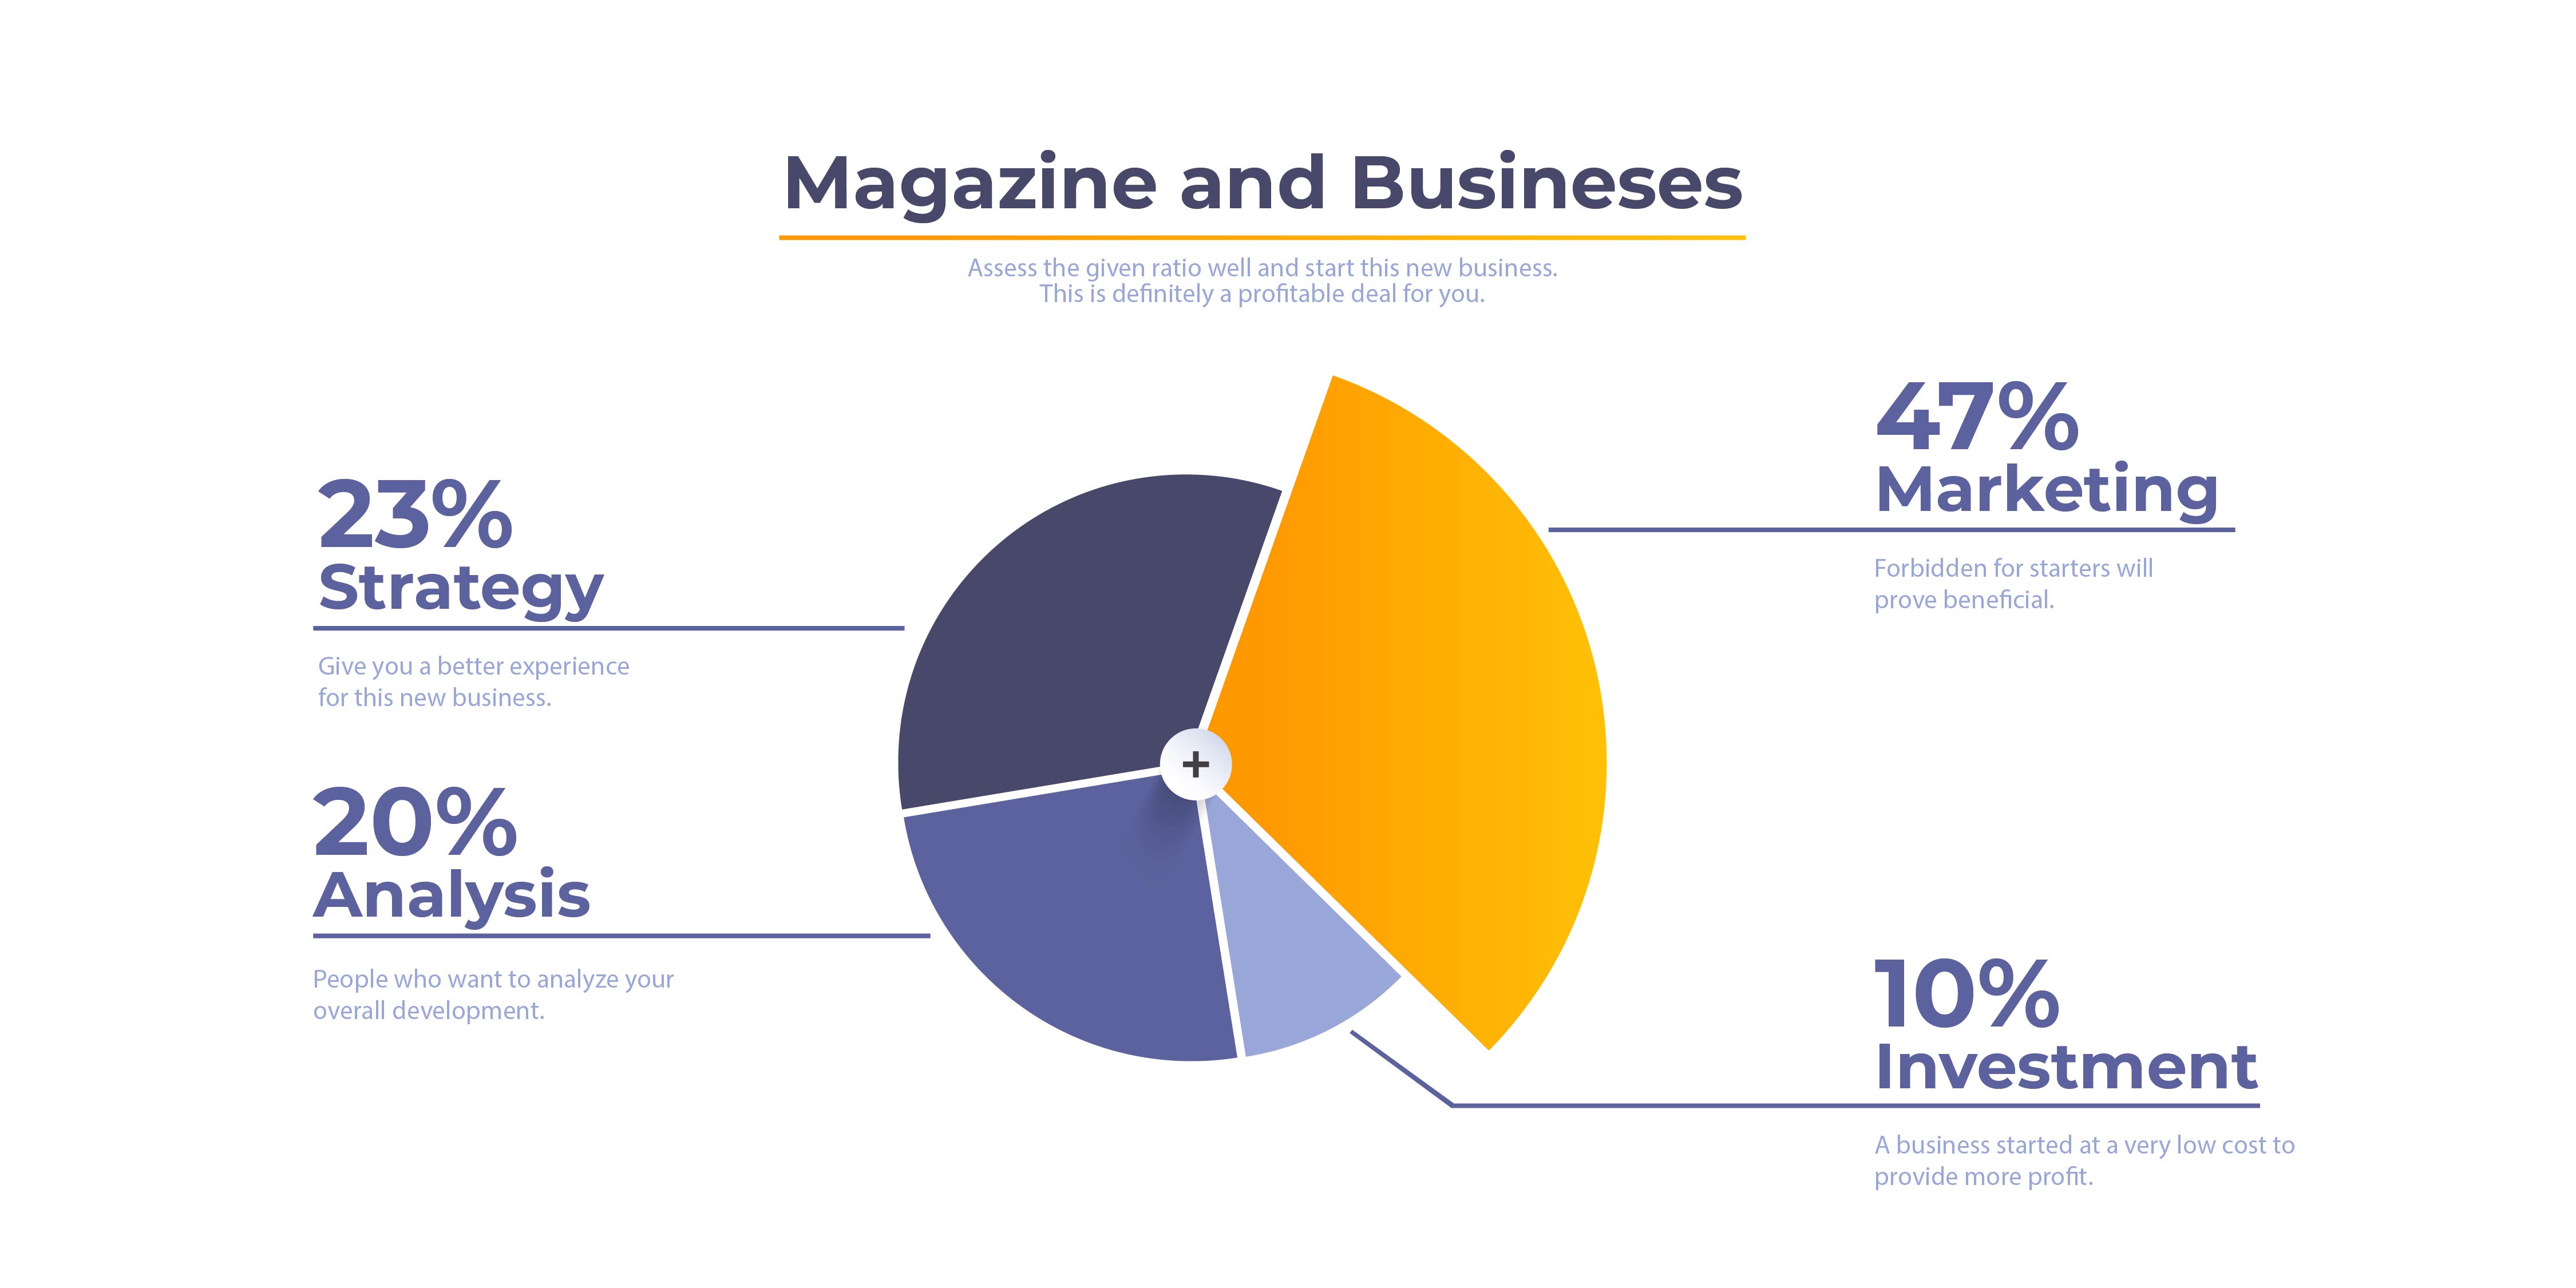 Magazine and Busineses
Assess the given ratio well and start this new business.
This is definitely a profitable deal for you.
47%
Marketing
Forbidden for starters will
prove beneficial.
23%
Strategy
Give you a better experience
for this new business.
20%
Analysis
People who want to analyze your
overall development.
10%
Investment
A business started at a very low cost to
provide more profit.
+